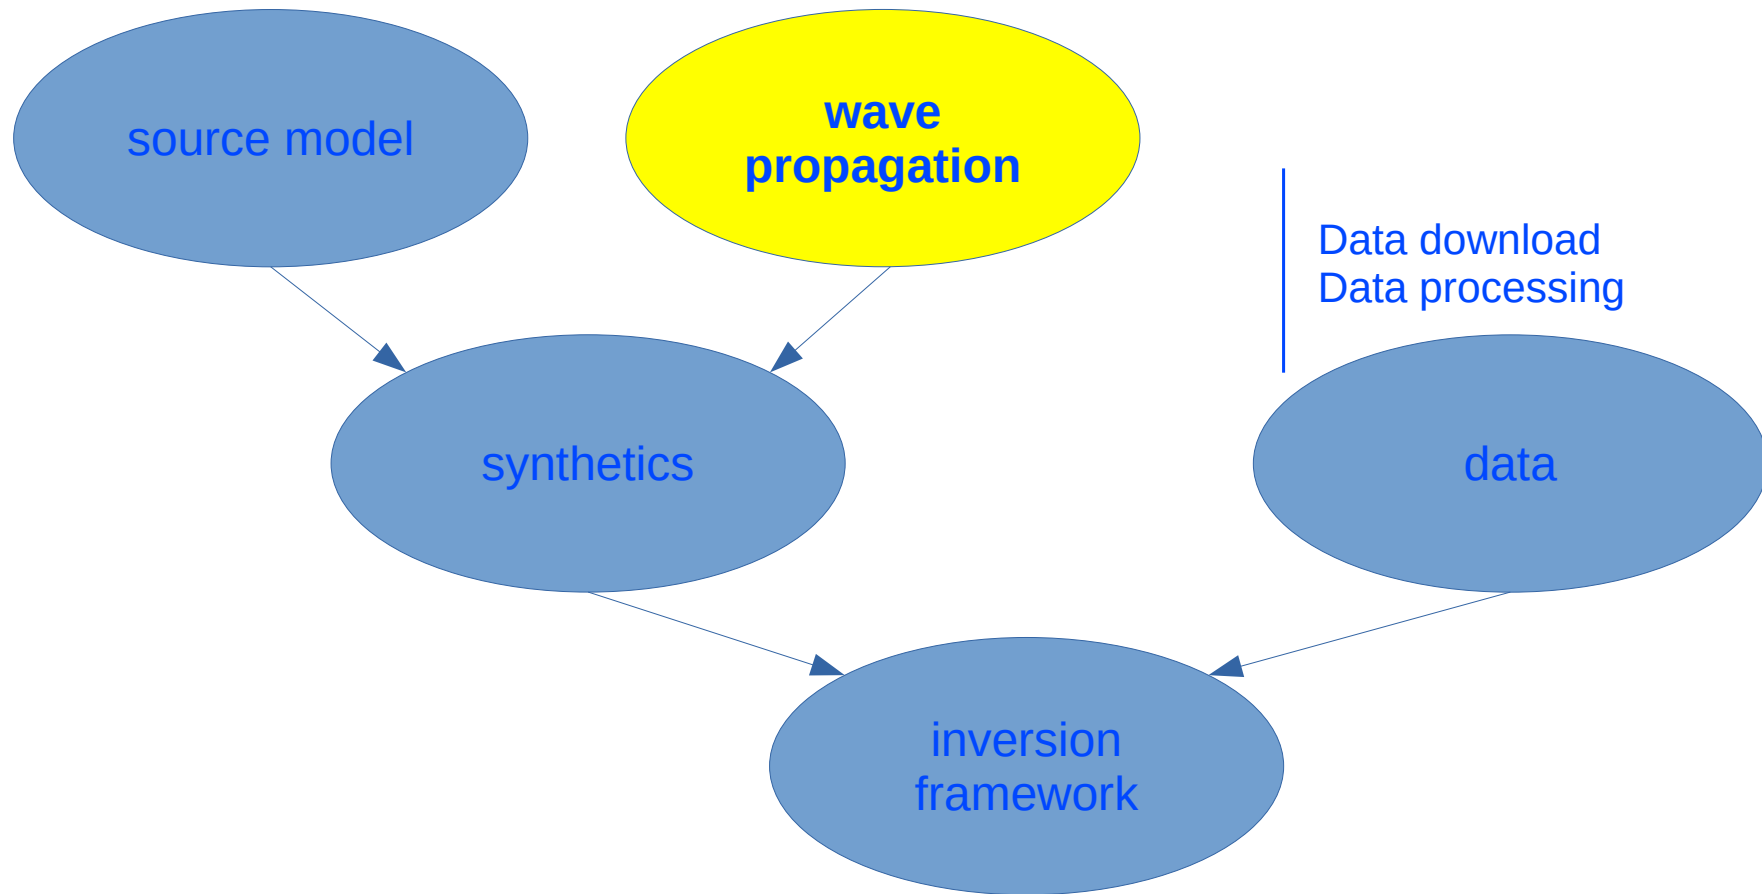 source model
wave
propagation
Data download
Data processing
synthetics
data
inversion
framework